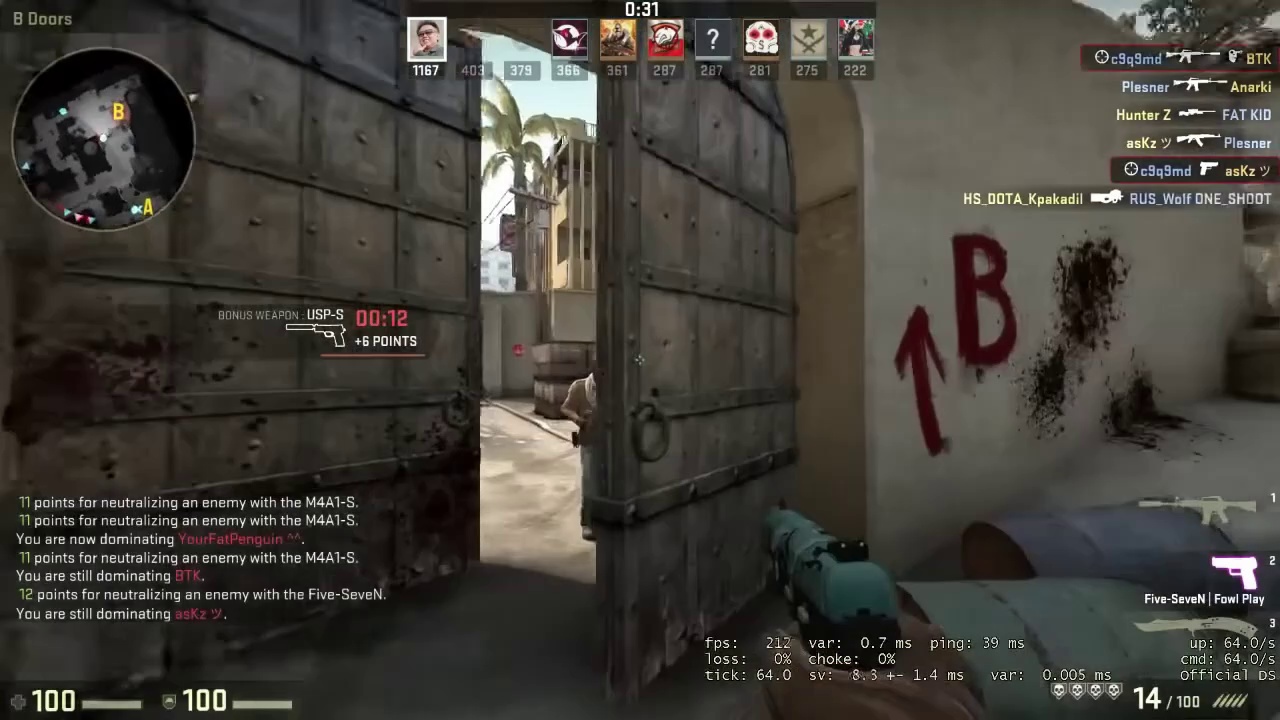 B Doors
0:31
?
S
1167 403 379 366 361 287 287 281 275 222
c9q9md BTK
Plesner Anarki
Hunter Z FAT KID
asKz ツ Plesner
c9q9md asKz ツ
HS_DOTA_Kpakadil RUS_Wolf ONE_SHOOT
B
A
B
BONUS WEAPON : USP-S 00:12
+6 POINTS
11 points for neutralizing an enemy with the M4A1-S.
11 points for neutralizing an enemy with the M4A1-S.
You are now dominating YourFatPenguin ^^.
11 points for neutralizing an enemy with the M4A1-S.
You are still dominating BTK.
12 points for neutralizing an enemy with the Five-SeveN.
You are still dominating asKz ツ.
1
2
Five-SeveN | Fowl Play
3
fps: 212 var: 0.7 ms ping: 39 ms up: 64.0/s
loss: 0% choke: 0% cmd: 64.0/s
tick: 64.0 sv: 8.3 +- 1.4 ms var: 0.005 ms Official DS
100 100 14 / 100